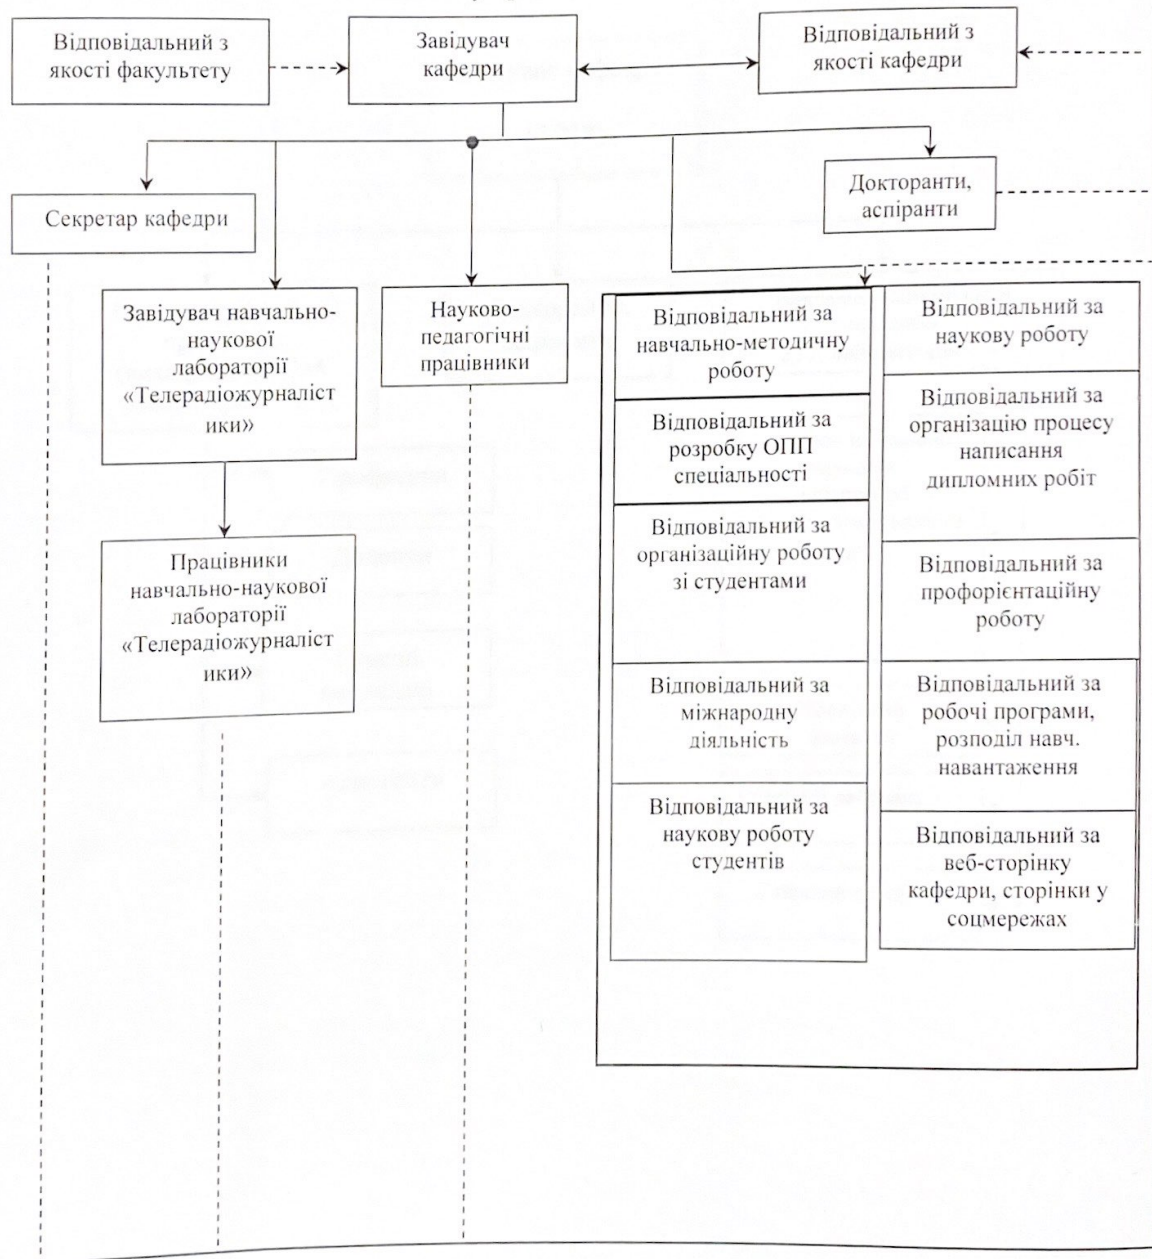 Відповідальний з
якості факультету
Завідувач
кафедри
Відповідальний з
якості кафедри
Секретар кафедри
Докторанти,
аспіранти
Завідувач навчально-
наукової
лабораторії
«Телерадіожурналіст
ики»
Працівники
навчально-наукової
лабораторії
«Телерадіожурналіст
ики»
Науково-
педагогічні
працівники
Відповідальний за
навчально-методичну
роботу
Відповідальний за
розробку ОПП
спеціальності
Відповідальний за
організаційну роботу
зі студентами
Відповідальний за
міжнародну
діяльність
Відповідальний за
наукову роботу
студентів
Відповідальний за
наукову роботу
Відповідальний за
організацію процесу
написання
дипломних робіт
Відповідальний за
профорієнтаційну
роботу
Відповідальний за
робочі програми,
розподіл навч.
навантаження
Відповідальний за
веб-сторінку
кафедри, сторінки у
соцмережах